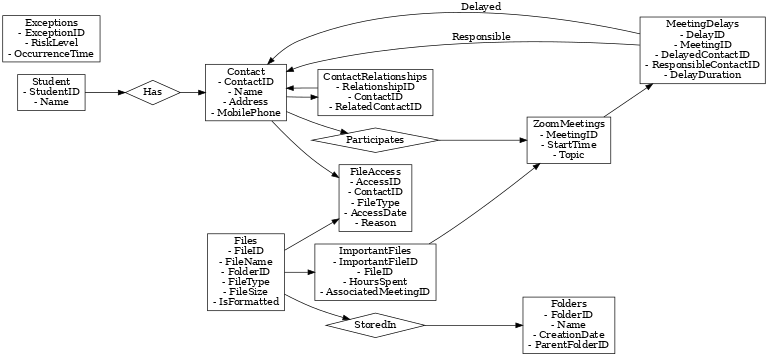 Exceptions
- ExceptionID
- RiskLevel
- OccurrenceTime
Student
- StudentID
- Name
Has
Contact
- ContactID
- Name
- Address
- MobilePhone
ContactRelationships
- RelationshipID
- ContactID
- RelatedContactID
Delayed
Responsible
MeetingDelays
- DelayID
- MeetingID
- DelayedContactID
- ResponsibleContactID
- DelayDuration
Participates
ZoomMeetings
- MeetingID
- StartTime
- Topic
FileAccess
- AccessID
- ContactID
- FileType
- AccessDate
- Reason
Files
- FileID
- FileName
- FolderID
- FileType
- FileSize
- IsFormatted
ImportantFiles
- ImportantFileID
- FileID
- HoursSpent
- AssociatedMeetingID
StoredIn
Folders
- FolderID
- Name
- CreationDate
- ParentFolderID